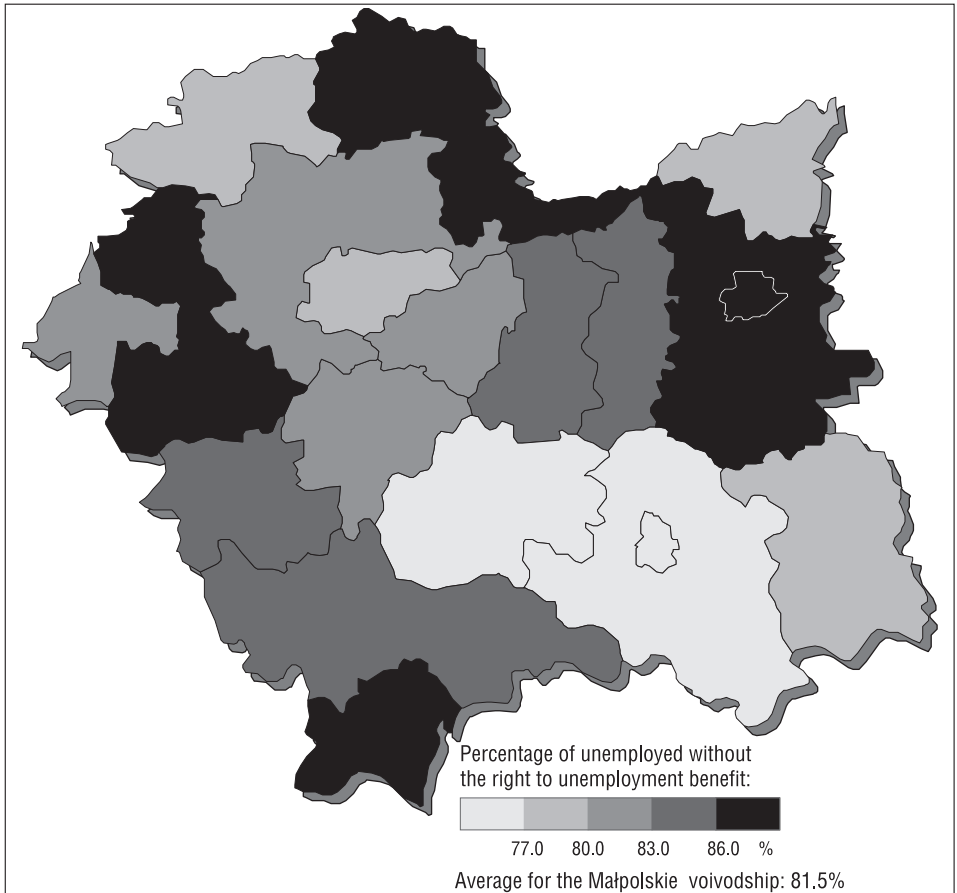 Percentage of unemployed without
the right to unemployment benefit:
77.0 80.0 83.0 86.0 %
Average for the Małpolskie voivodship: 81.5%